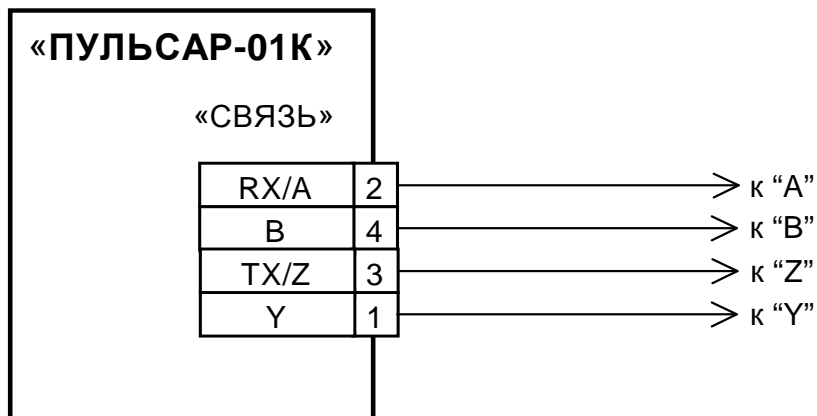 «ПУЛЬСАР-01К»
«СВЯЗЬ»
RX/A 2 к “A”
B 4 к “B”
TX/Z 3 к “Z”
Y 1 к “Y”